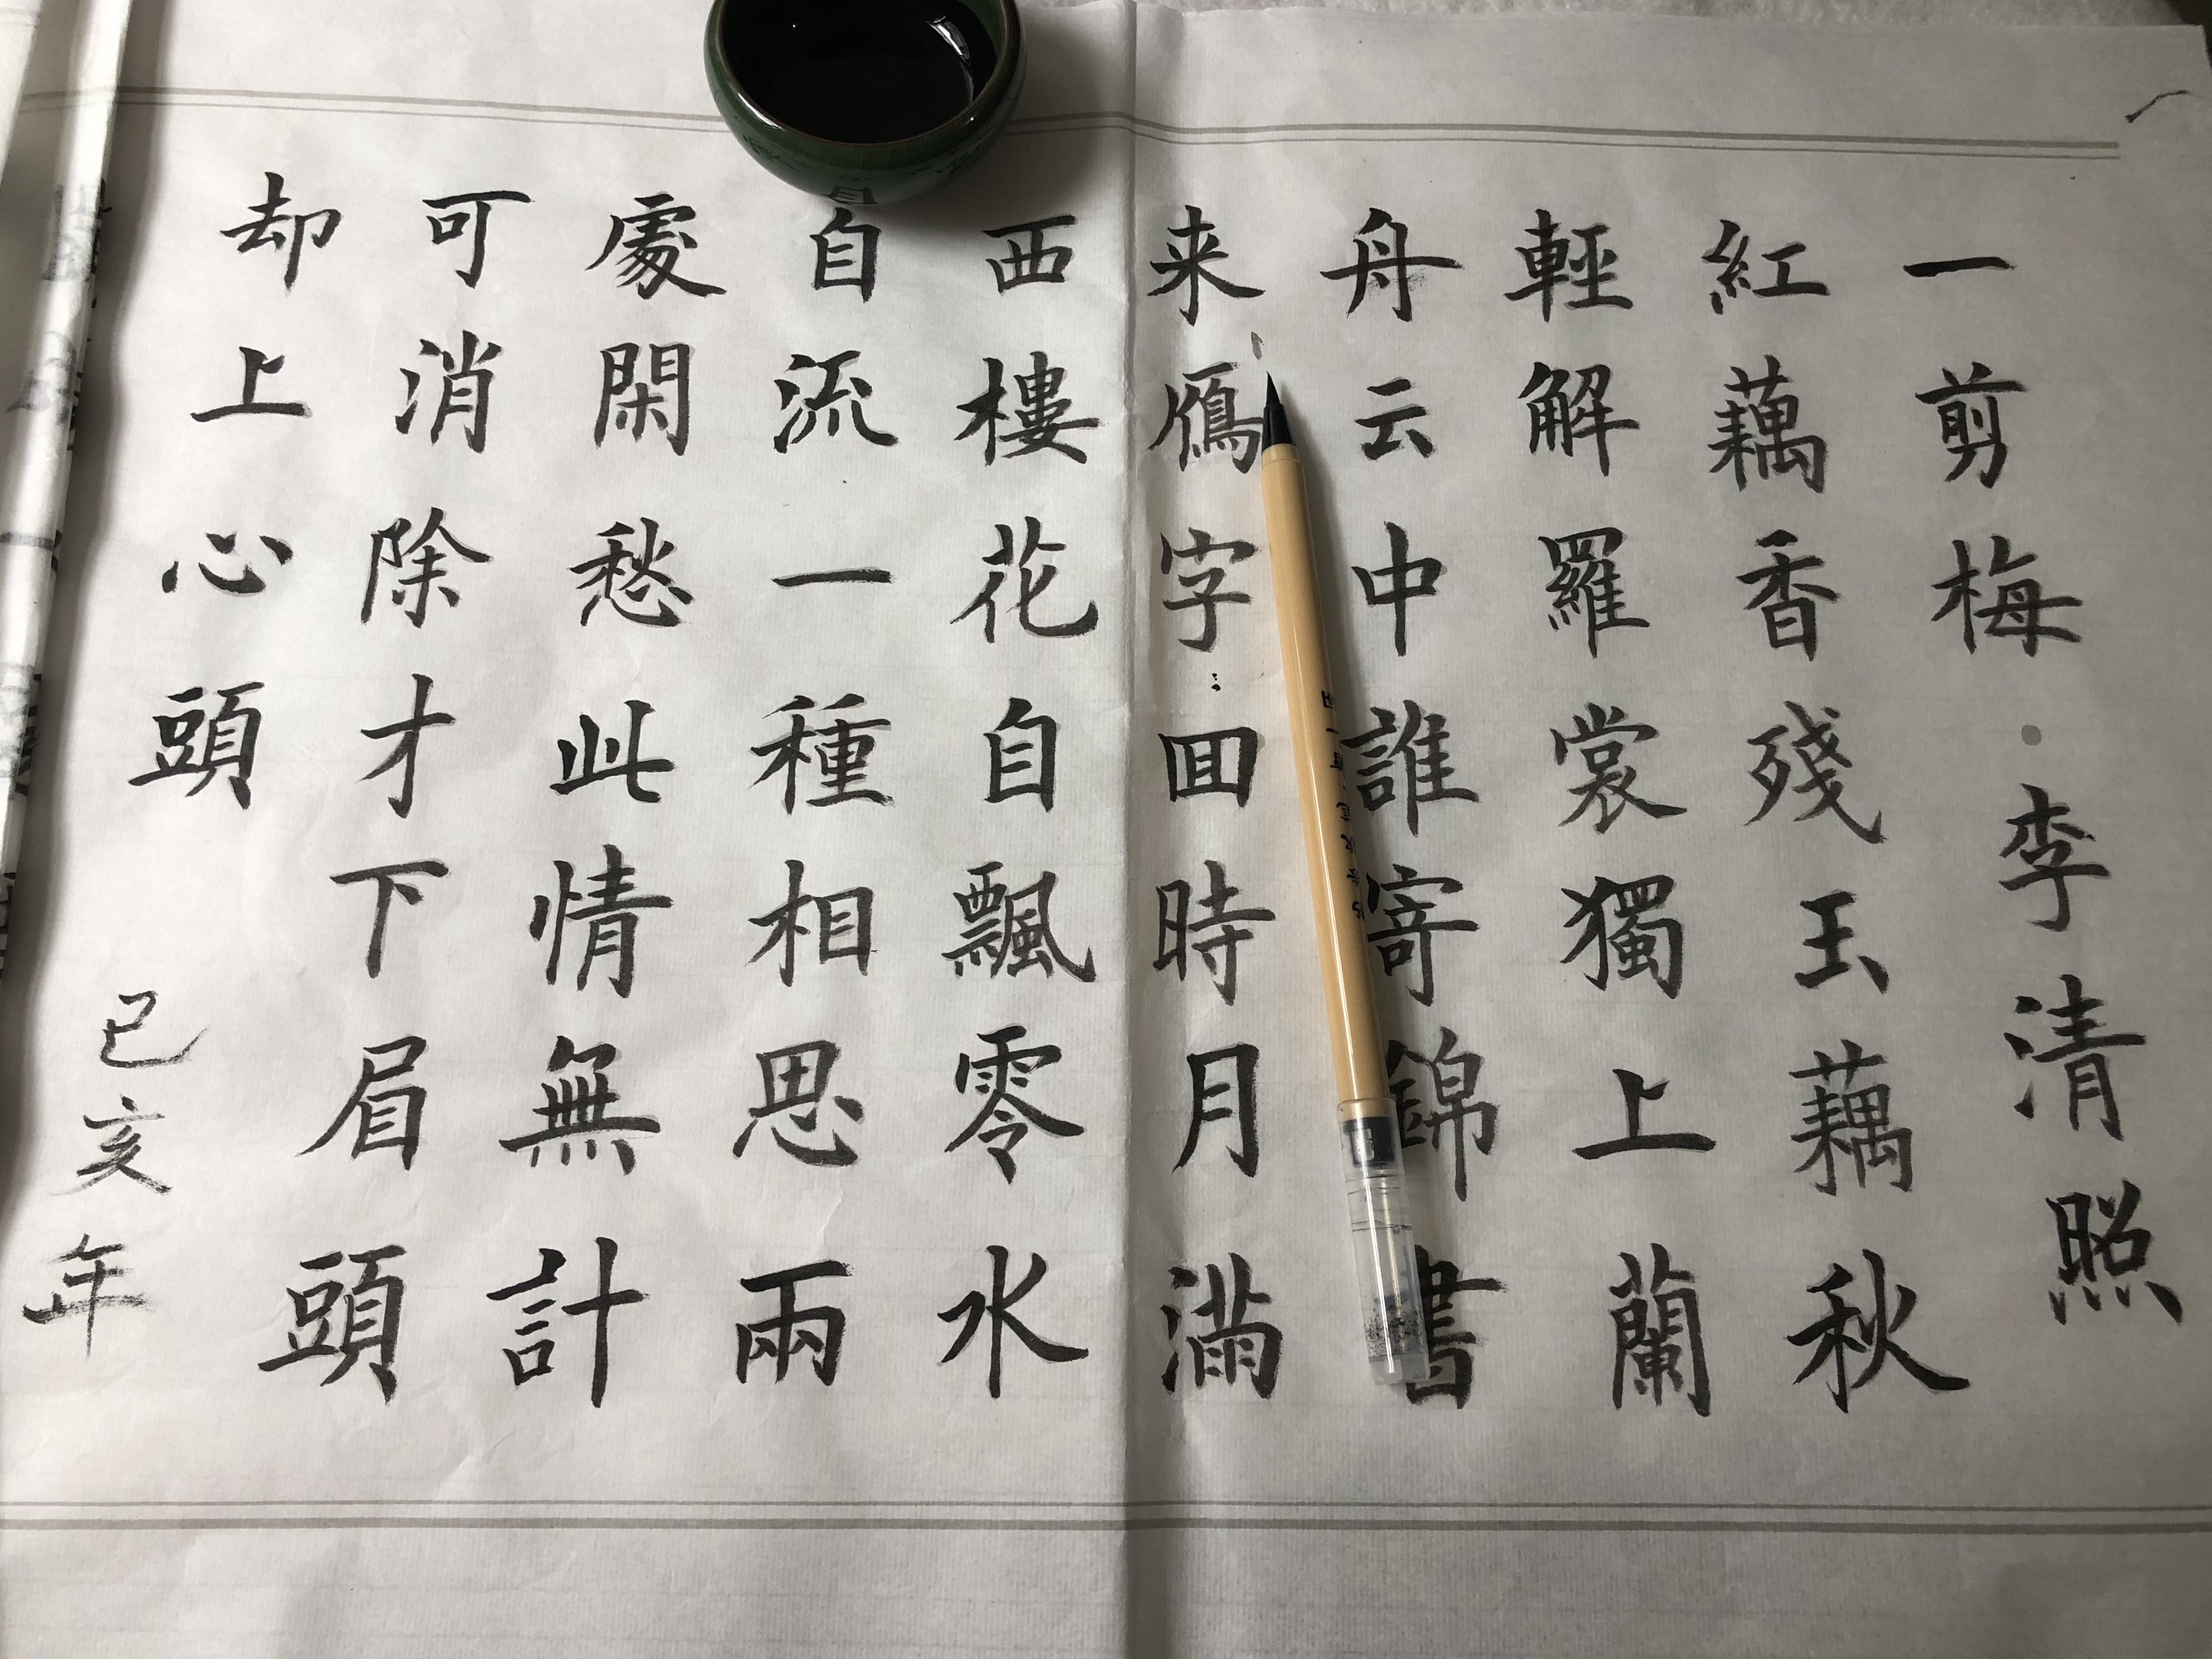 一剪梅·李清照
紅藕香殘玉藕秋
輕解羅裳獨上蘭
舟云中誰寄錦書
来鴈字囬時月滿
西樓花自飄零水
自流一種相思兩
處閑愁此情無計
可消除才下眉頭
却上心頭
己亥年